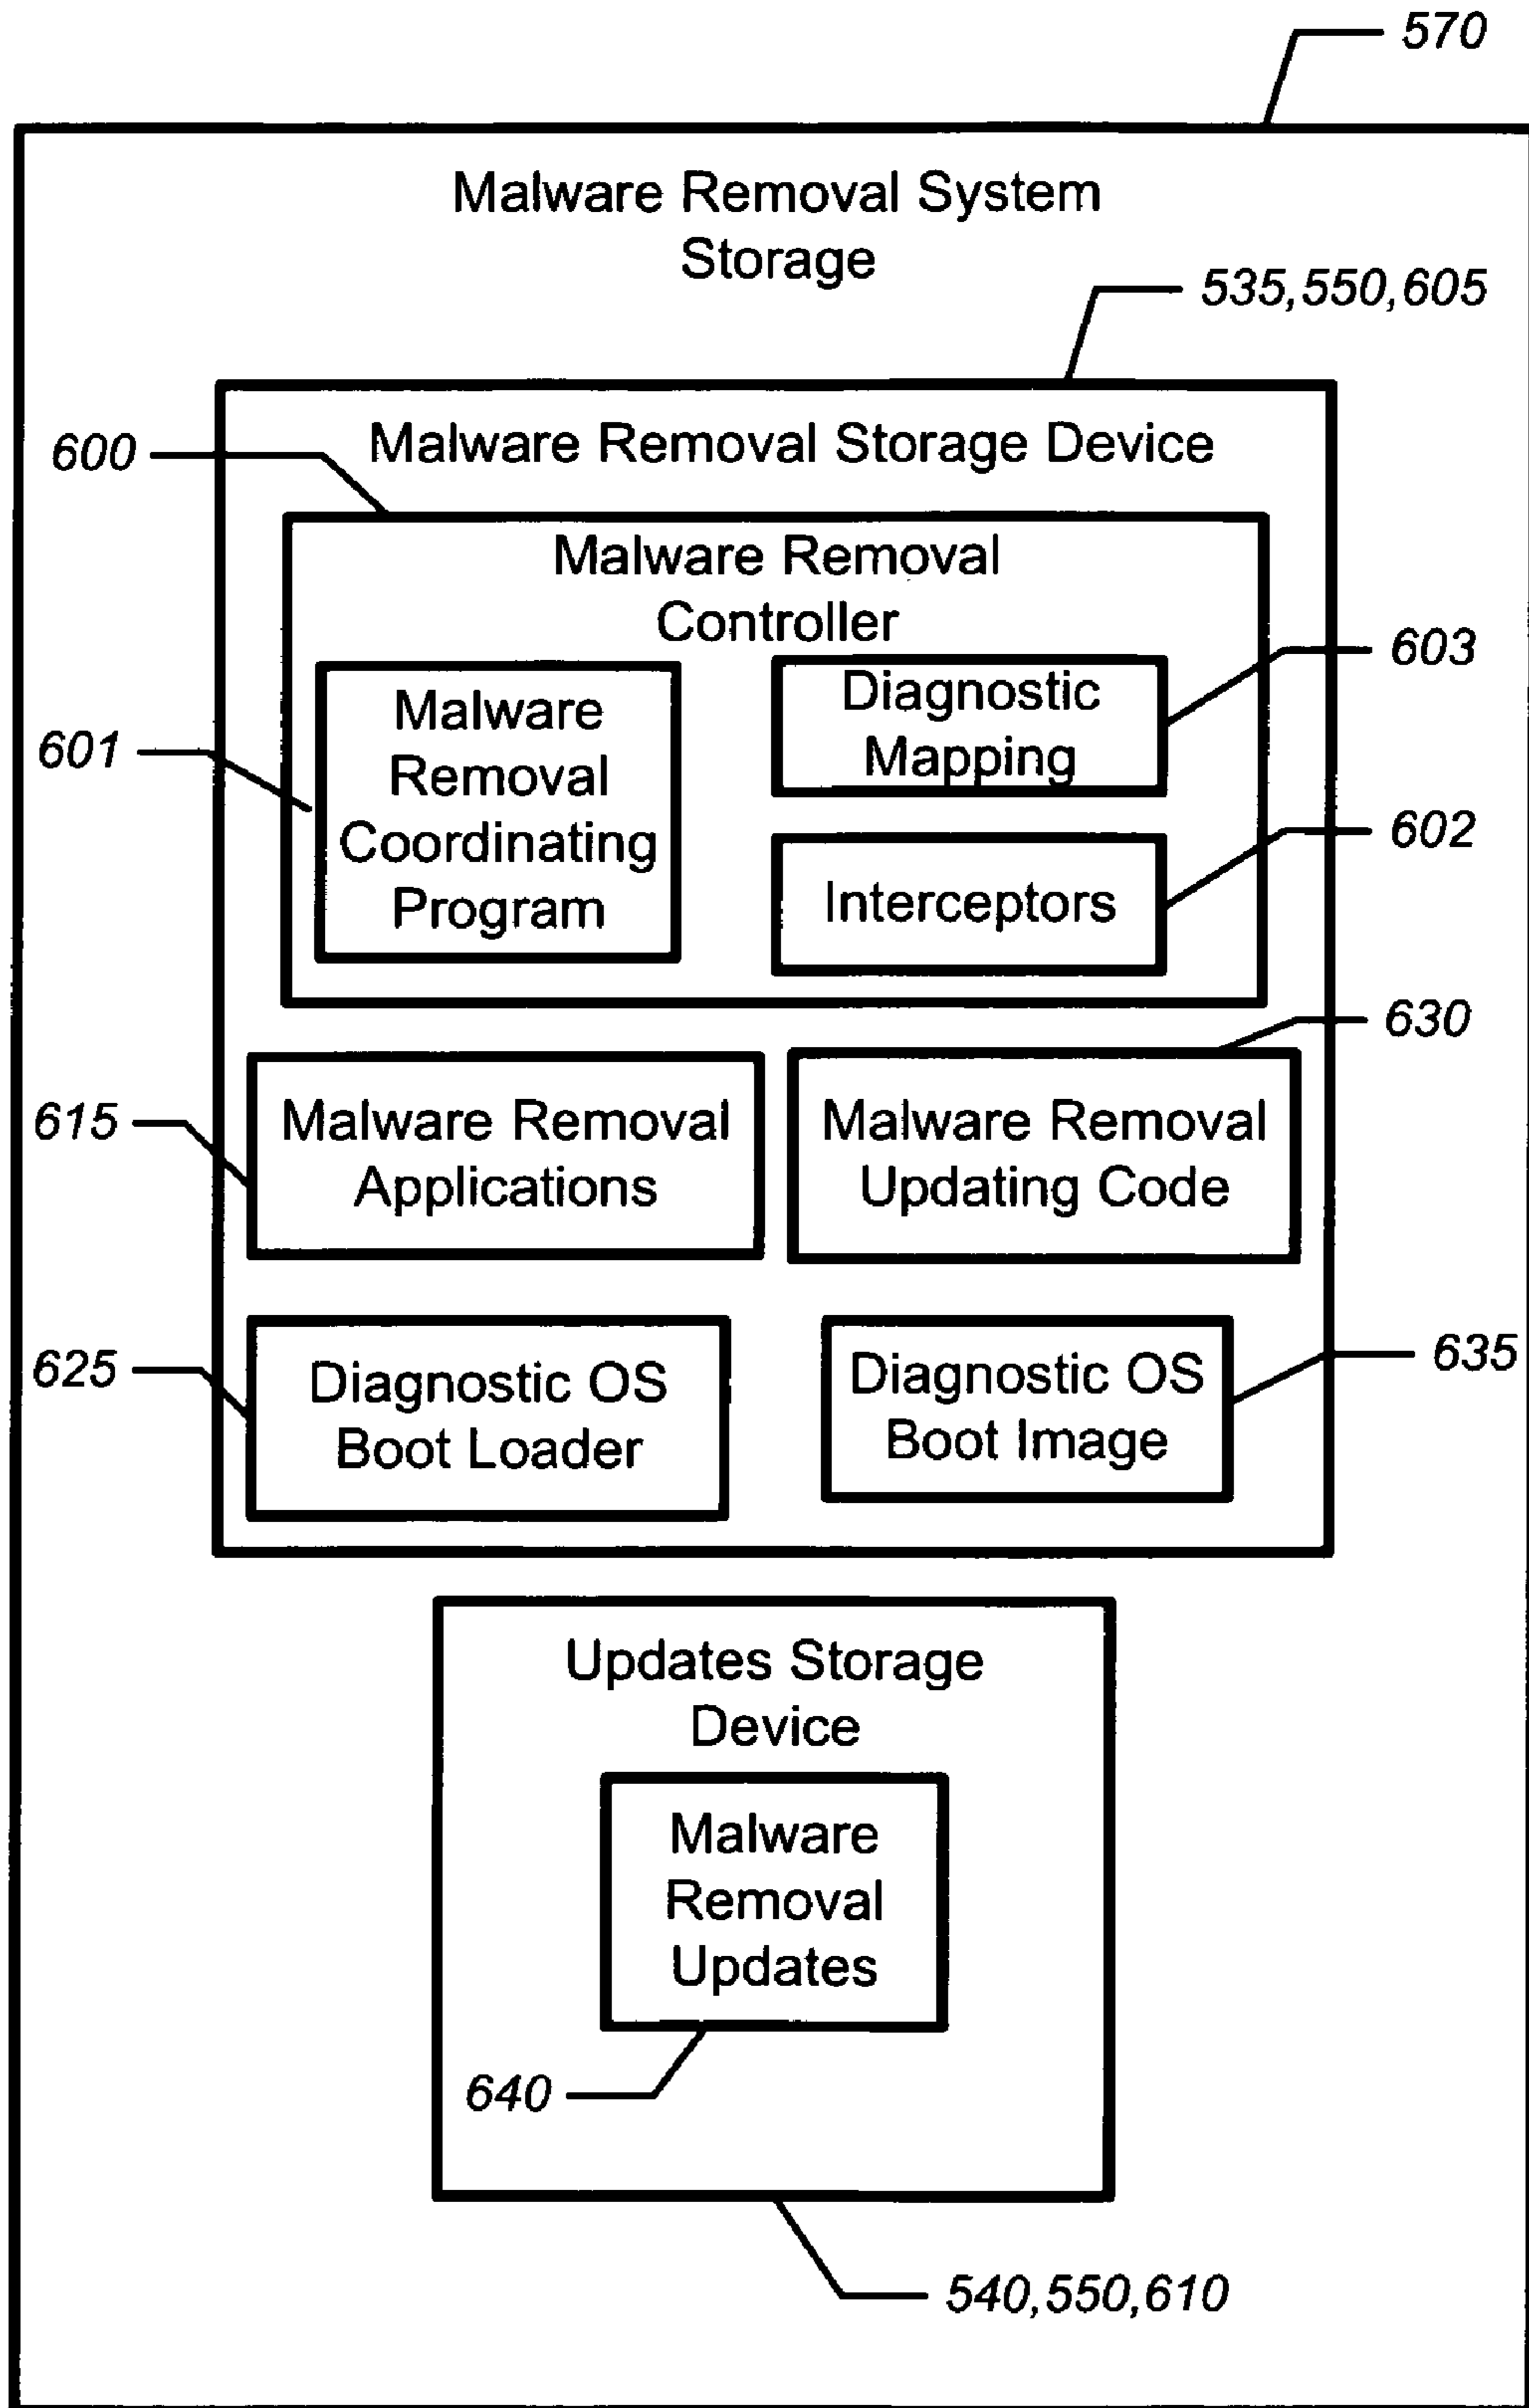 570
Malware Removal System
Storage
535,550,605
600
Malware Removal Storage Device
Malware Removal
Controller
603
601
Malware
Removal
Coordinating
Program
Diagnostic
Mapping
602
Interceptors
630
615
Malware Removal
Applications
Malware Removal
Updating Code
625
Diagnostic OS
Boot Loader
Diagnostic OS
Boot Image
635
Updates Storage
Device
Malware
Removal
Updates
640
540,550,610